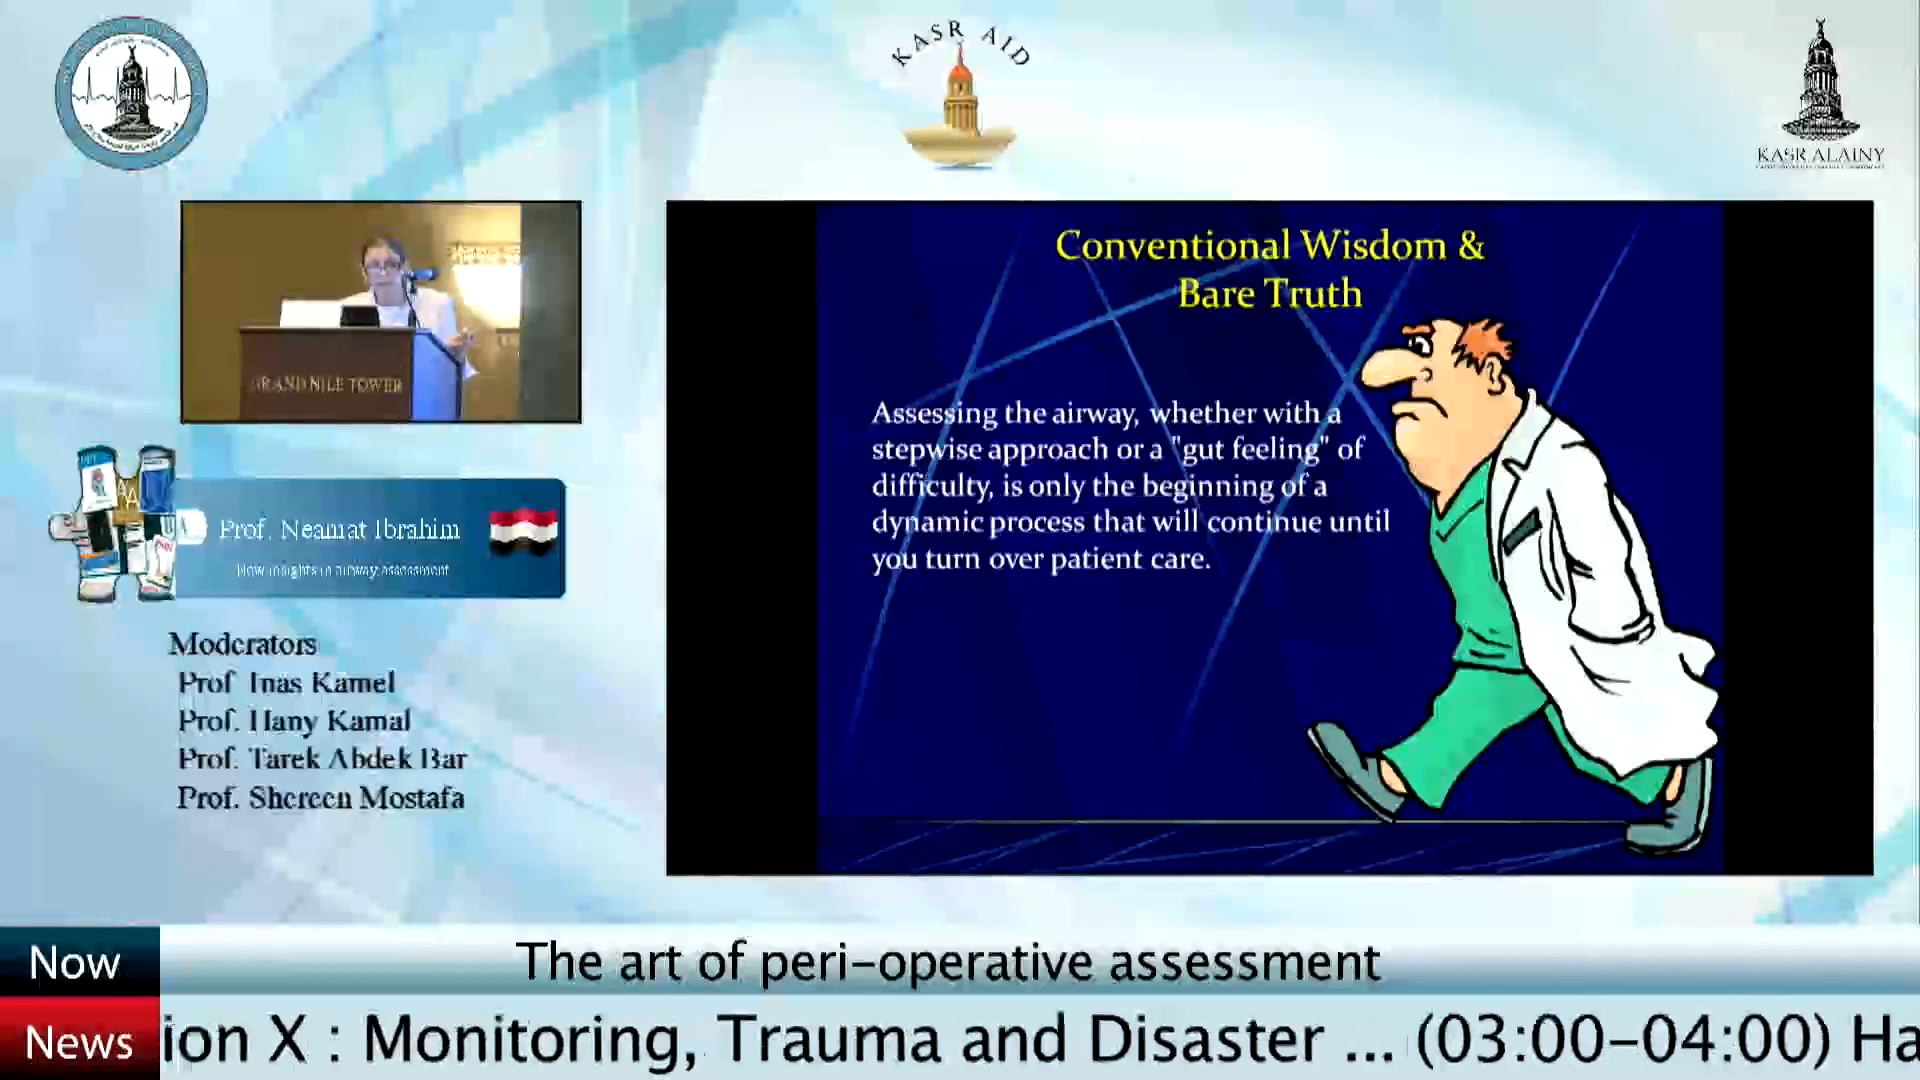 KASR AID
KASR ALAINY
GRAND NILE TOWER
Conventional Wisdom &
Bare Truth
Assessing the airway, whether with a
stepwise approach or a "gut feeling" of
difficulty, is only the beginning of a
dynamic process that will continue until
you turn over patient care.
Prof. Neamat Ibrahim
New insights in airway assessment
Moderators
Prof Inas Kamel
Prof. Hany Kamal
Prof. Tarek Abdek Bar
Prof. Shereen Mostafa
Now
The art of peri-operative assessment
News
ion X : Monitoring, Trauma and Disaster ... (03:00-04:00) Ha